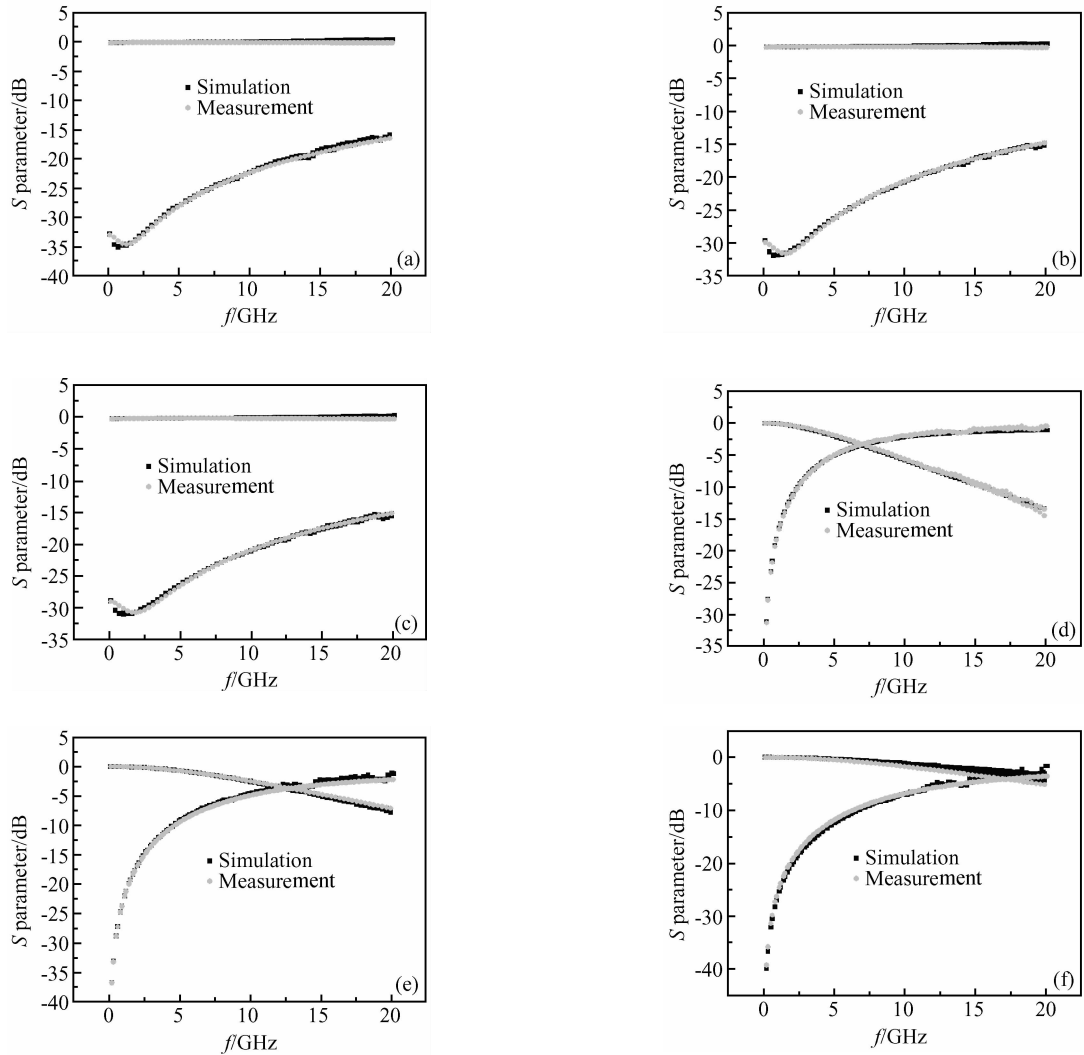 5
0
-5
-10
-15
-20
-25
-30
-35
-40
S parameter/dB
Simulation
Measurement
(a)
0 5 10 15 20
f/GHz
5
0
-5
-10
-15
-20
-25
-30
-35
S parameter/dB
Simulation
Measurement
(b)
0 5 10 15 20
f/GHz
5
0
-5
-10
-15
-20
-25
-30
-35
S parameter/dB
Simulation
Measurement
(c)
0 5 10 15 20
f/GHz
5
0
-5
-10
-15
-20
-25
-30
-35
S parameter/dB
Simulation
Measurement
(d)
0 5 10 15 20
f/GHz
5
0
-5
-10
-15
-20
-25
-30
-35
-40
S parameter/dB
Simulation
Measurement
(e)
0 5 10 15 20
f/GHz
0
-10
-20
-30
-40
S parameter/dB
Simulation
Measurement
(f)
0 5 10 15 20
f/GHz